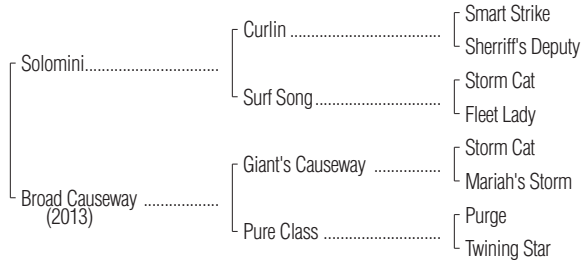 Smart Strike
Curlin
Sherriff's Deputy
Solomini
Storm Cat
Surf Song
Fleet Lady
Storm Cat
Giant's Causeway
Mariah's Storm
Broad Causeway
(2013)
Purge
Pure Class
Twining Star